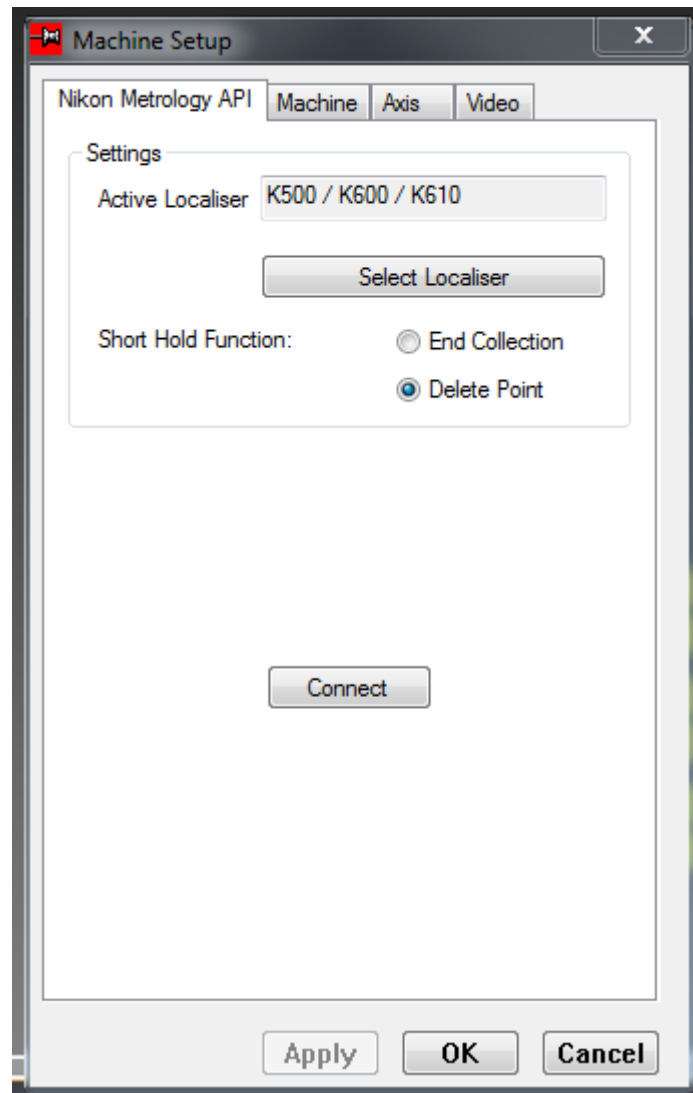 Machine Setup
x
Nikon Metrology API Machine Axis Video
Settings
Active Localiser K500 / K600 / K610
Select Localiser
Short Hold Function: End Collection
Delete Point
Connect
Apply OK Cancel